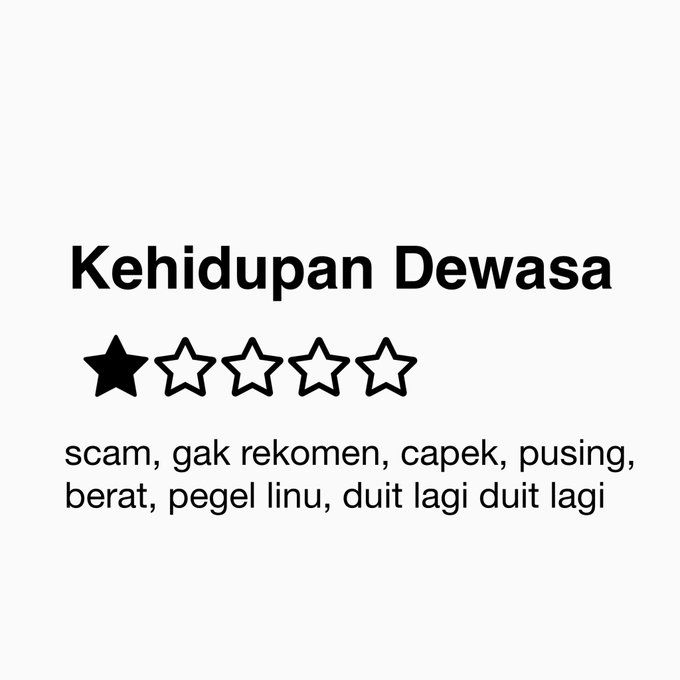 Kehidupan Dewasa
scam, gak rekomen, capek, pusing,
berat, pegel linu, duit lagi duit lagi